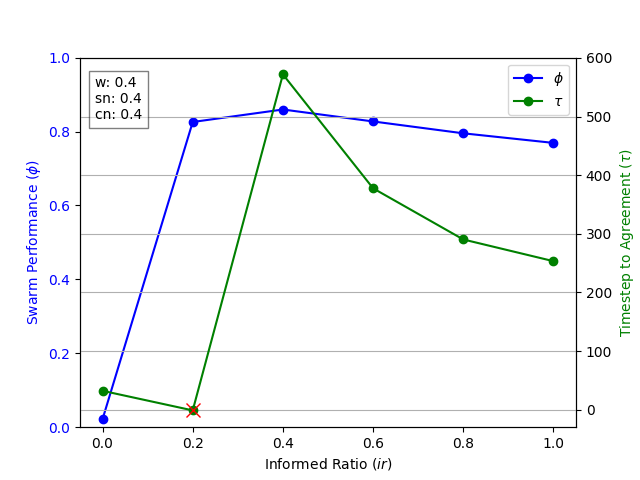 w: 0.4
sn: 0.4
cn: 0.4
ϕ
τ
Swarm Performance (ϕ)
1.0
0.8
0.6
0.4
0.2
0.0
600
500
400
300
200
100
0
Timestep to Agreement (τ)
0.0 0.2 0.4 0.6 0.8 1.0
Informed Ratio (ir)